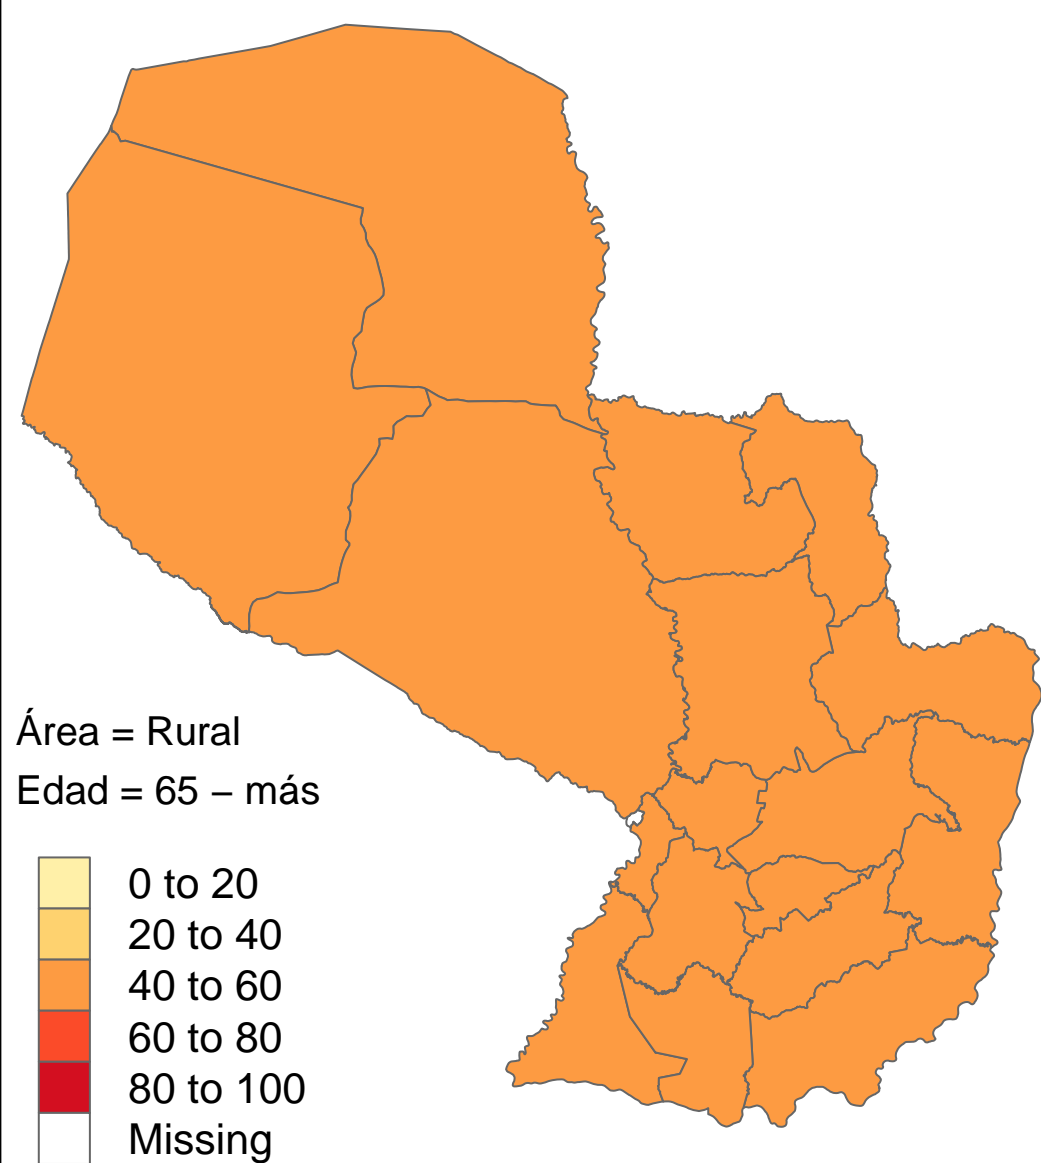 Área = Rural
Edad = 65 – más
0 to 20
20 to 40
40 to 60
60 to 80
80 to 100
Missing